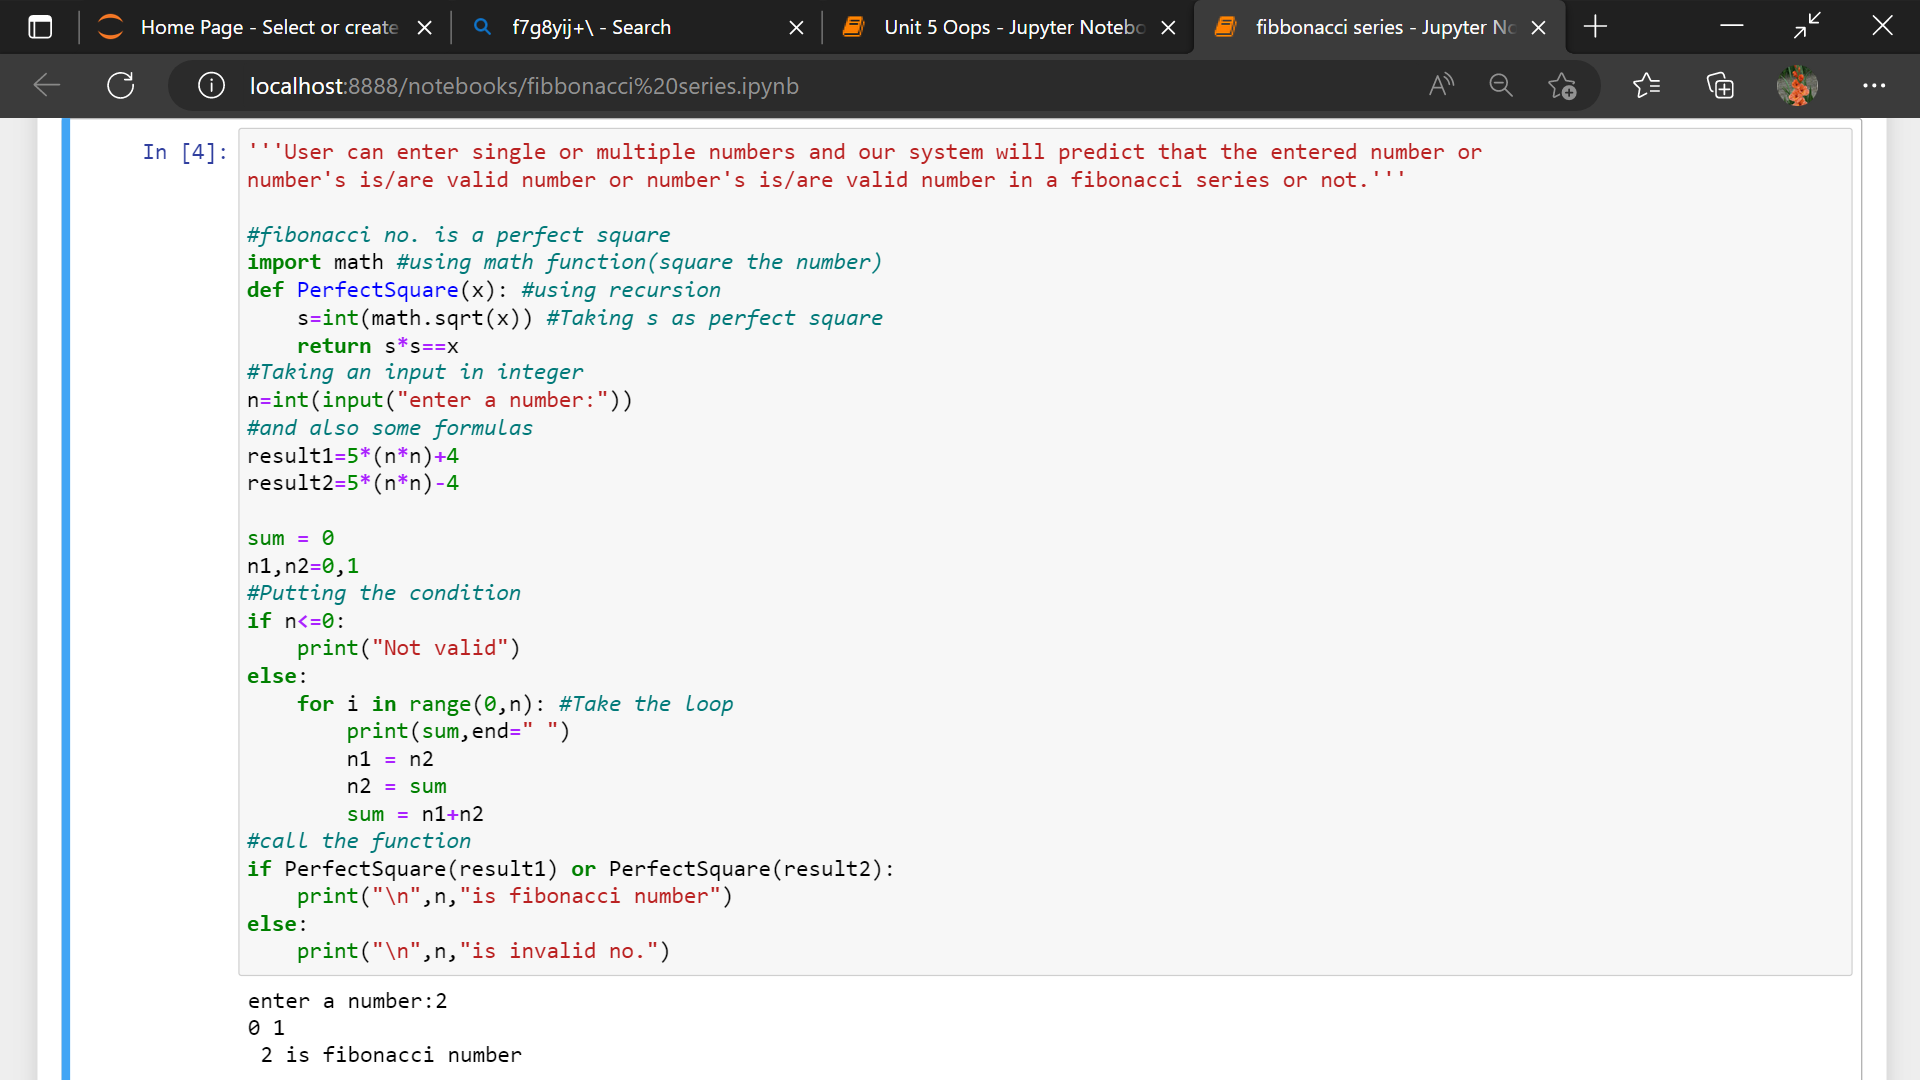 Home Page - Select or create
f7g8yij+\ - Search
Unit 5 Oops - Jupyter Notebo
fibbonacci series - Jupyter No
localhost:8888/notebooks/fibbonacci%20series.ipynb
In [4]: '''User can enter single or multiple numbers and our system will predict that the entered number or
number's is/are valid number or number's is/are valid number in a fibonacci series or not.'''
#fibonacci no. is a perfect square
import math #using math function(square the number)
def PerfectSquare(x): #using recursion
    s=int(math.sqrt(x)) #Taking s as perfect square
    return s*s==x
#Taking an input in integer
n=int(input("enter a number:"))
#and also some formulas
result1=5*(n*n)+4
result2=5*(n*n)-4
sum = 0
n1,n2=0,1
#Putting the condition
if n<=0:
    print("Not valid")
else:
    for i in range(0,n): #Take the loop
        print(sum,end=" ")
        n1 = n2
        n2 = sum
        sum = n1+n2
#call the function
if PerfectSquare(result1) or PerfectSquare(result2):
    print("\n",n,"is fibonacci number")
else:
    print("\n",n,"is invalid no.")
enter a number:2
0 1
 2 is fibonacci number